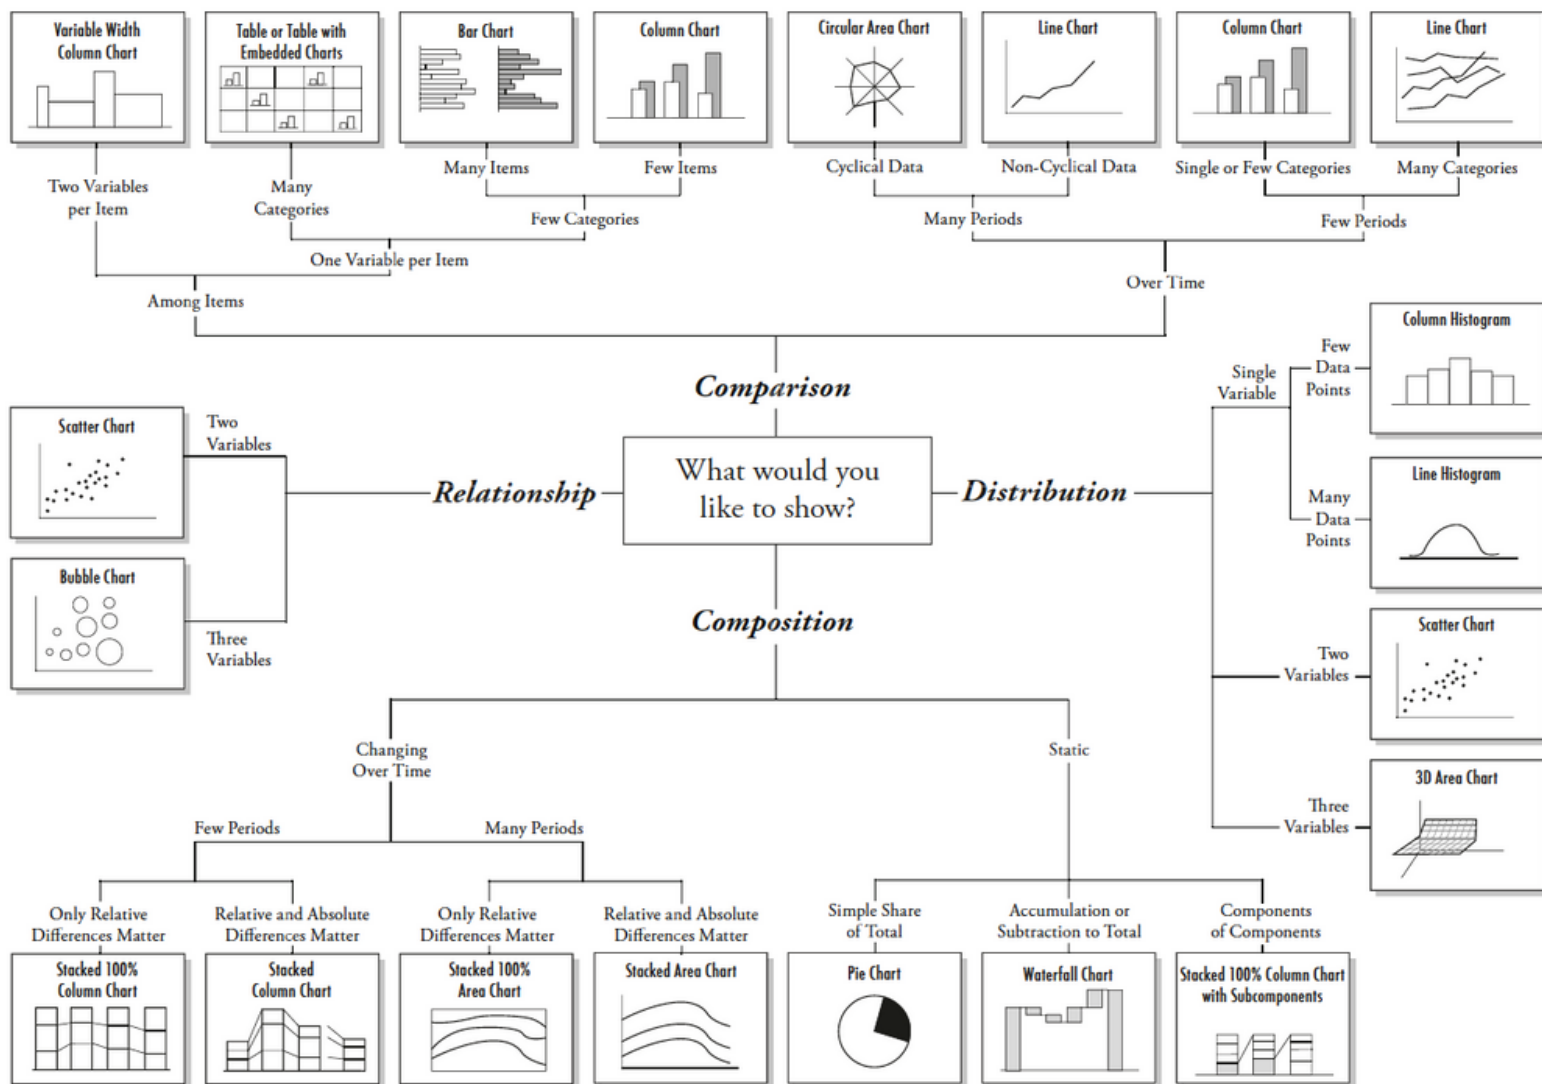 Variable Width
Column Chart
Table or Table with
Embedded Charts
Bar Chart
Column Chart
Circular Area Chart
Line Chart
Column Chart
Line Chart
Two Variables
per Item
Many
Categories
Many Items
Few Items
Cyclical Data
Non-Cyclical Data
Single or Few Categories
Many Categories
Few Categories
Many Periods
Few Periods
One Variable per Item
Among Items
Over Time
Comparison
What would you
like to show?
Relationship
Two
Variables
Scatter Chart
Three
Variables
Bubble Chart
Distribution
Single
Variable
Few
Data
Points
Column Histogram
Many
Data
Points
Line Histogram
Two
Variables
Scatter Chart
Three
Variables
3D Area Chart
Composition
Changing
Over Time
Static
Few Periods
Many Periods
Only Relative
Differences Matter
Relative and Absolute
Differences Matter
Only Relative
Differences Matter
Relative and Absolute
Differences Matter
Simple Share
of Total
Accumulation or
Subtraction to Total
Components
of Components
Stacked 100%
Column Chart
Stacked
Column Chart
Stacked 100%
Area Chart
Stacked Area Chart
Pie Chart
Waterfall Chart
Stacked 100% Column Chart
with Subcomponents